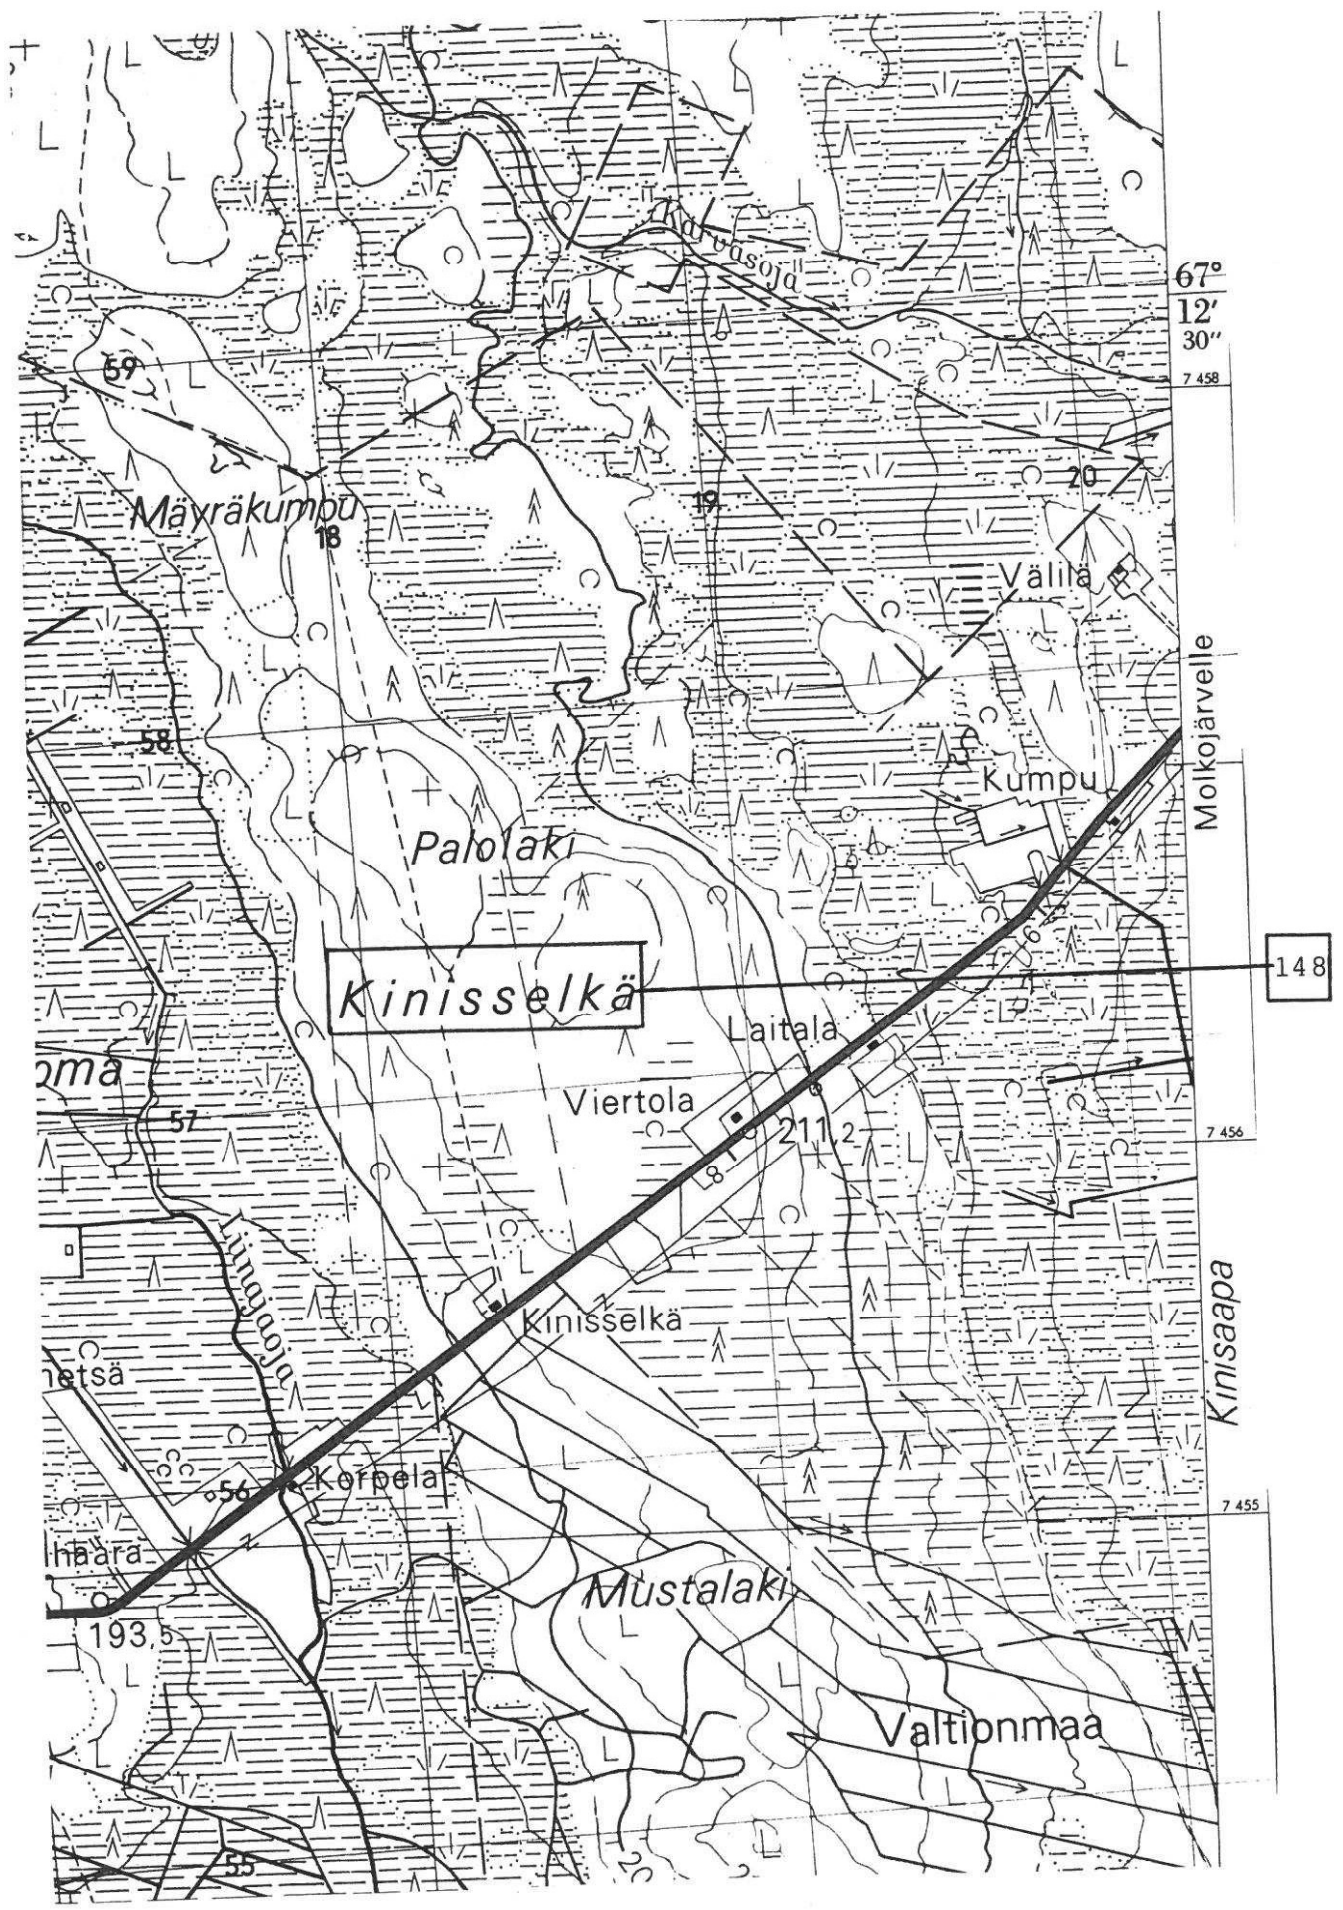 Karvasoja
67°
12'
30"
7 458
59
20
19
Mäyräkumpu
18
Välilä
Molkojärvelle
58
Kumpu
Palolaki
6
148
Kinisselkä
Laitala
oma
Viertola
57
211,2
7 456
8
Linnajoja
Kinisselkä
Kinisaapa
netsä
Korpela
56
7 455
haara
Mustalaki
193,5
Valtionmaa
55